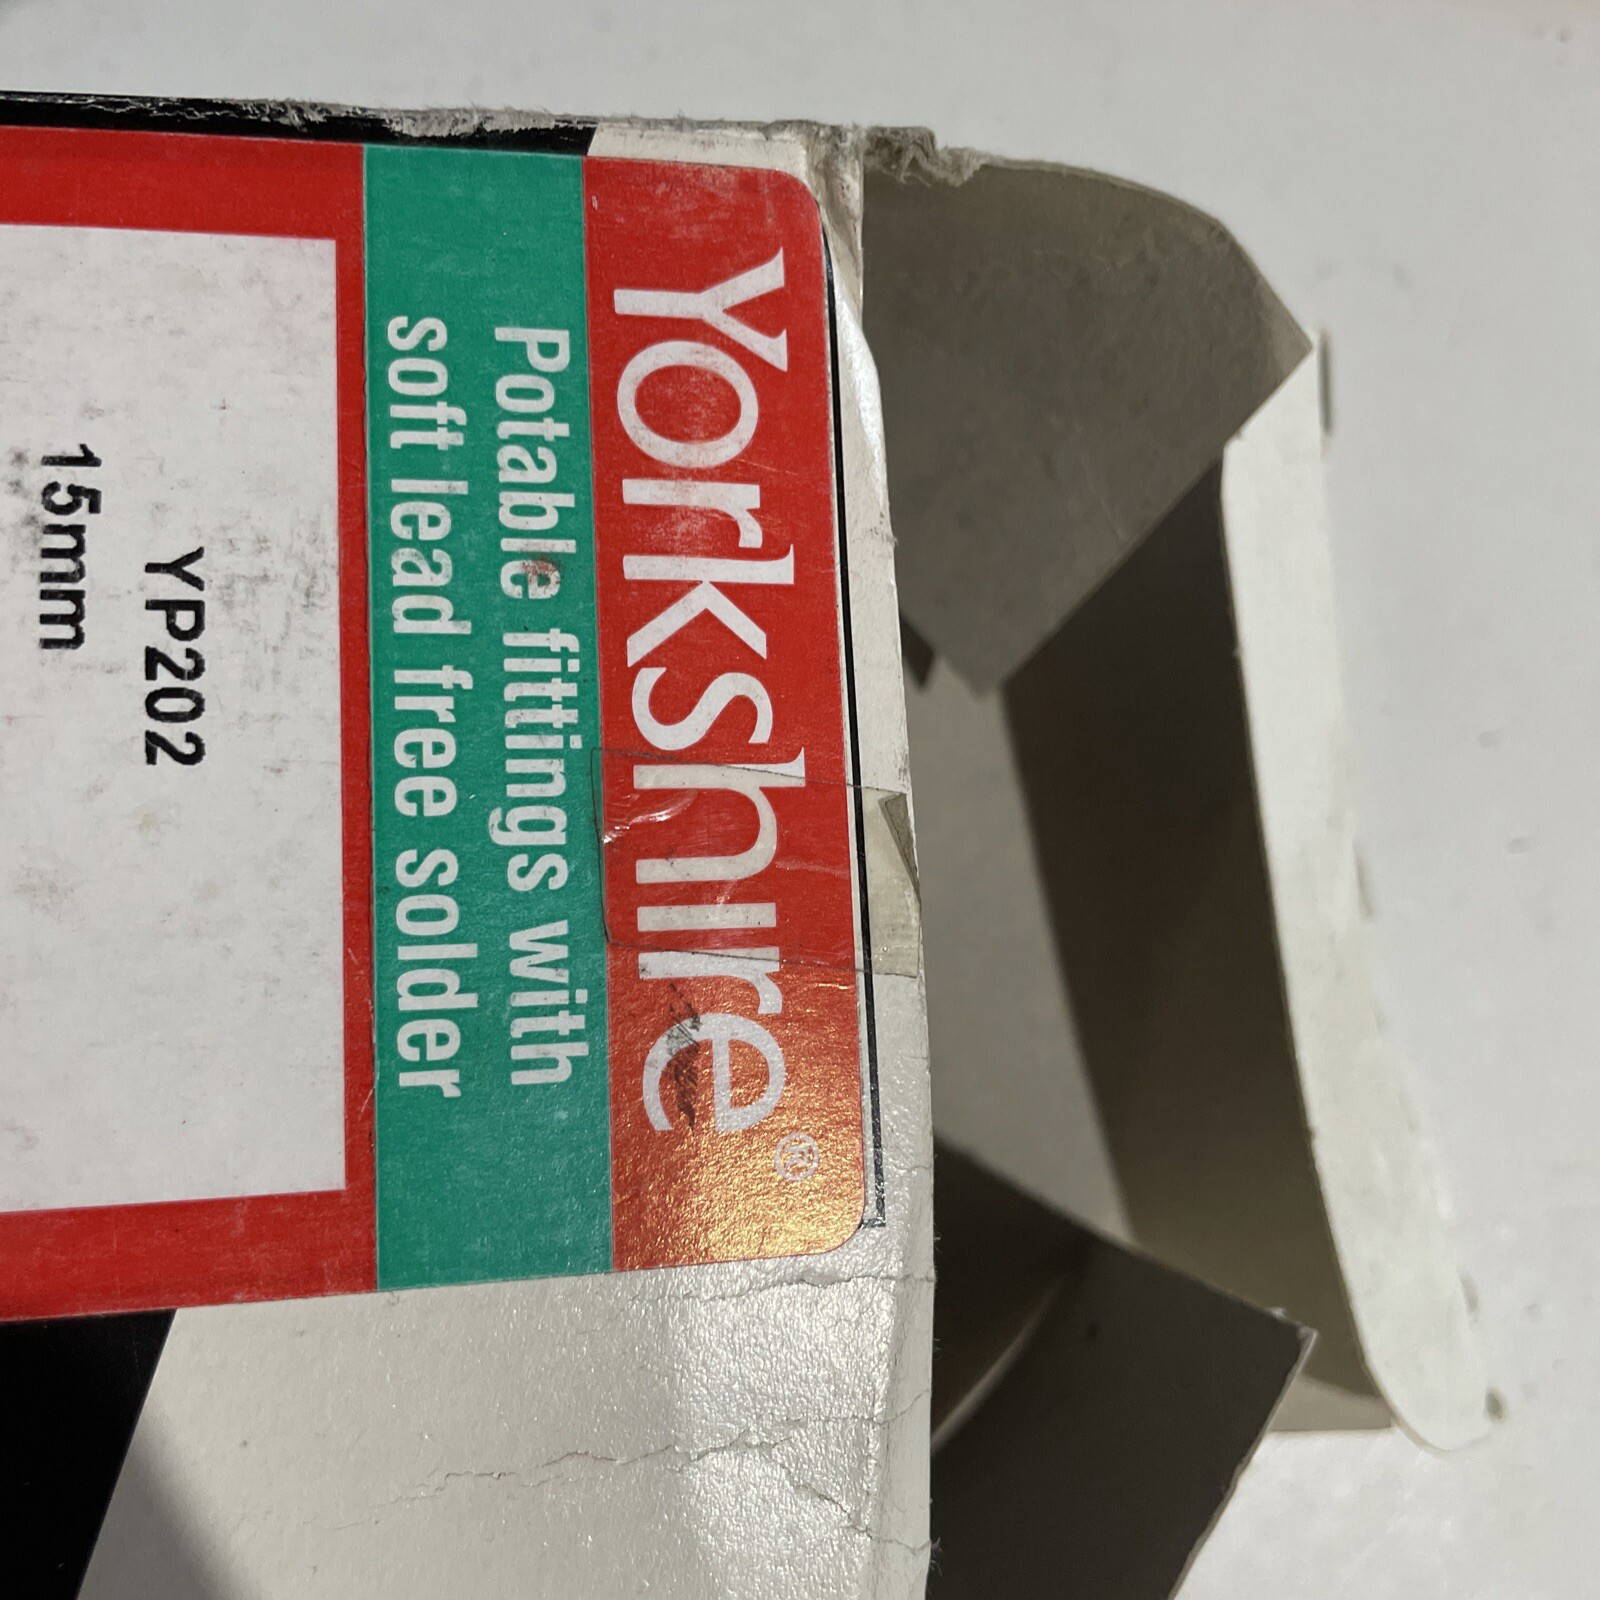 Yorkshire®
Potable fittings with
soft lead free solder
YP202
15mm